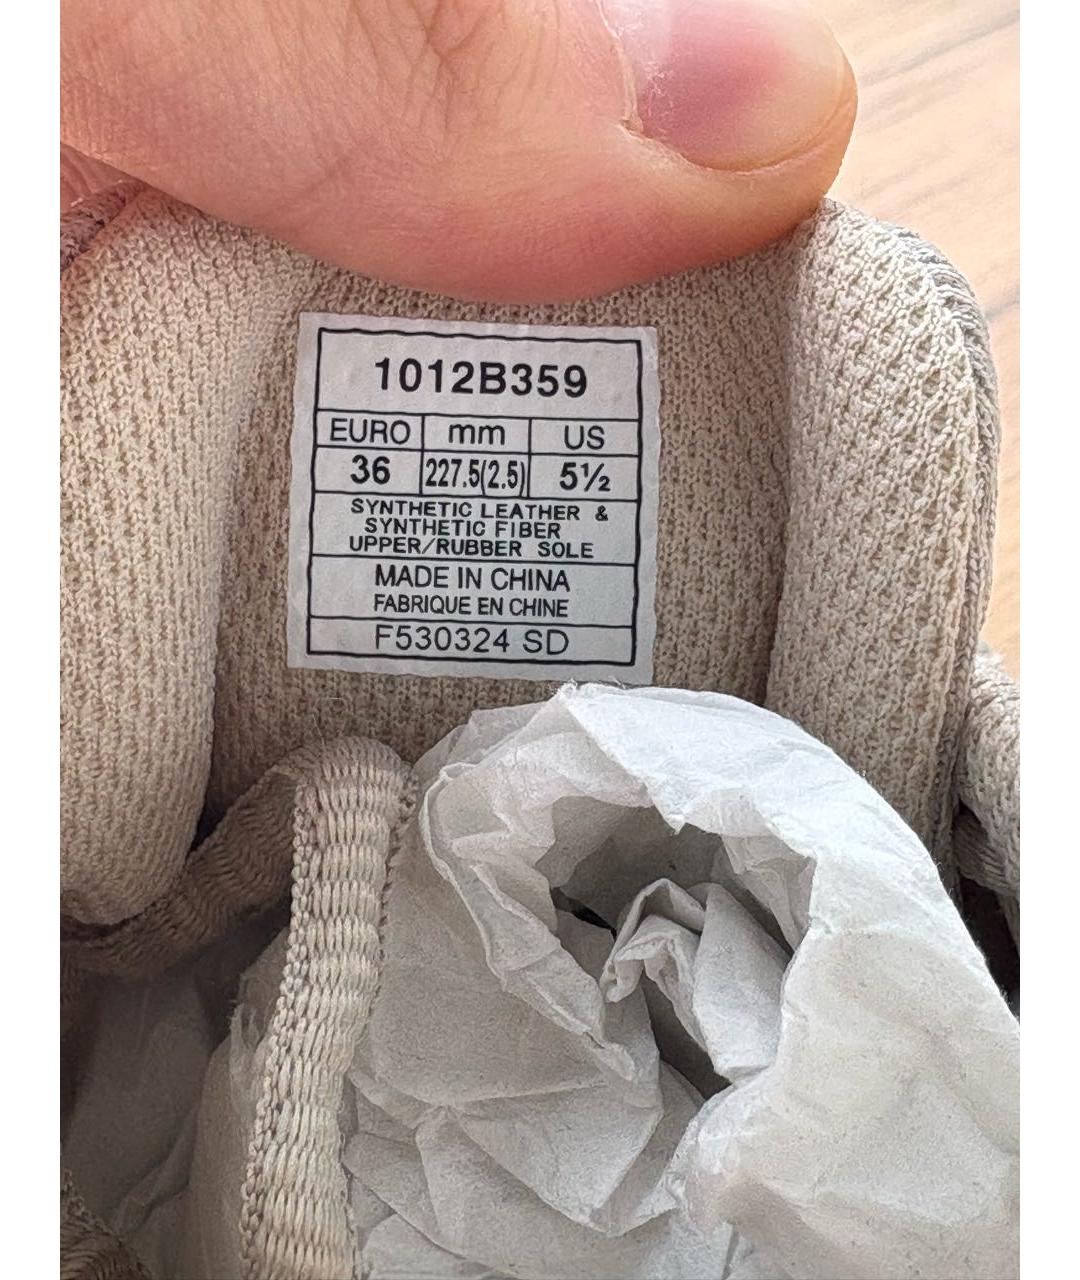 1012B359
EURO mm US
36 227.5(2.5) 5½
SYNTHETIC LEATHER &
SYNTHETIC FIBER
UPPER/RUBBER SOLE
MADE IN CHINA
FABRIQUE EN CHINE
F530324 SD